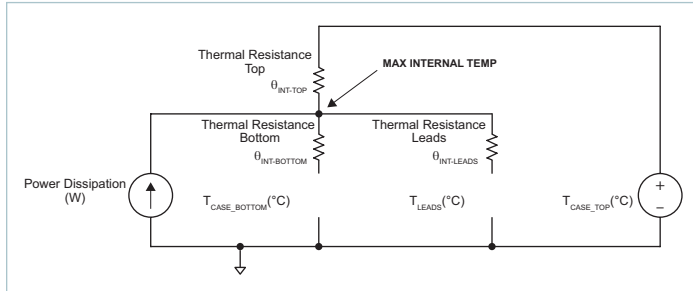 Thermal Resistance
Top
θINT-TOP
MAX INTERNAL TEMP
Thermal Resistance
Bottom
θINT-BOTTOM
Thermal Resistance
Leads
θINT-LEADS
Power Dissipation
(W)
TCASE_BOTTOM(°C)
TLEADS(°C)
TCASE_TOP(°C)
+
–